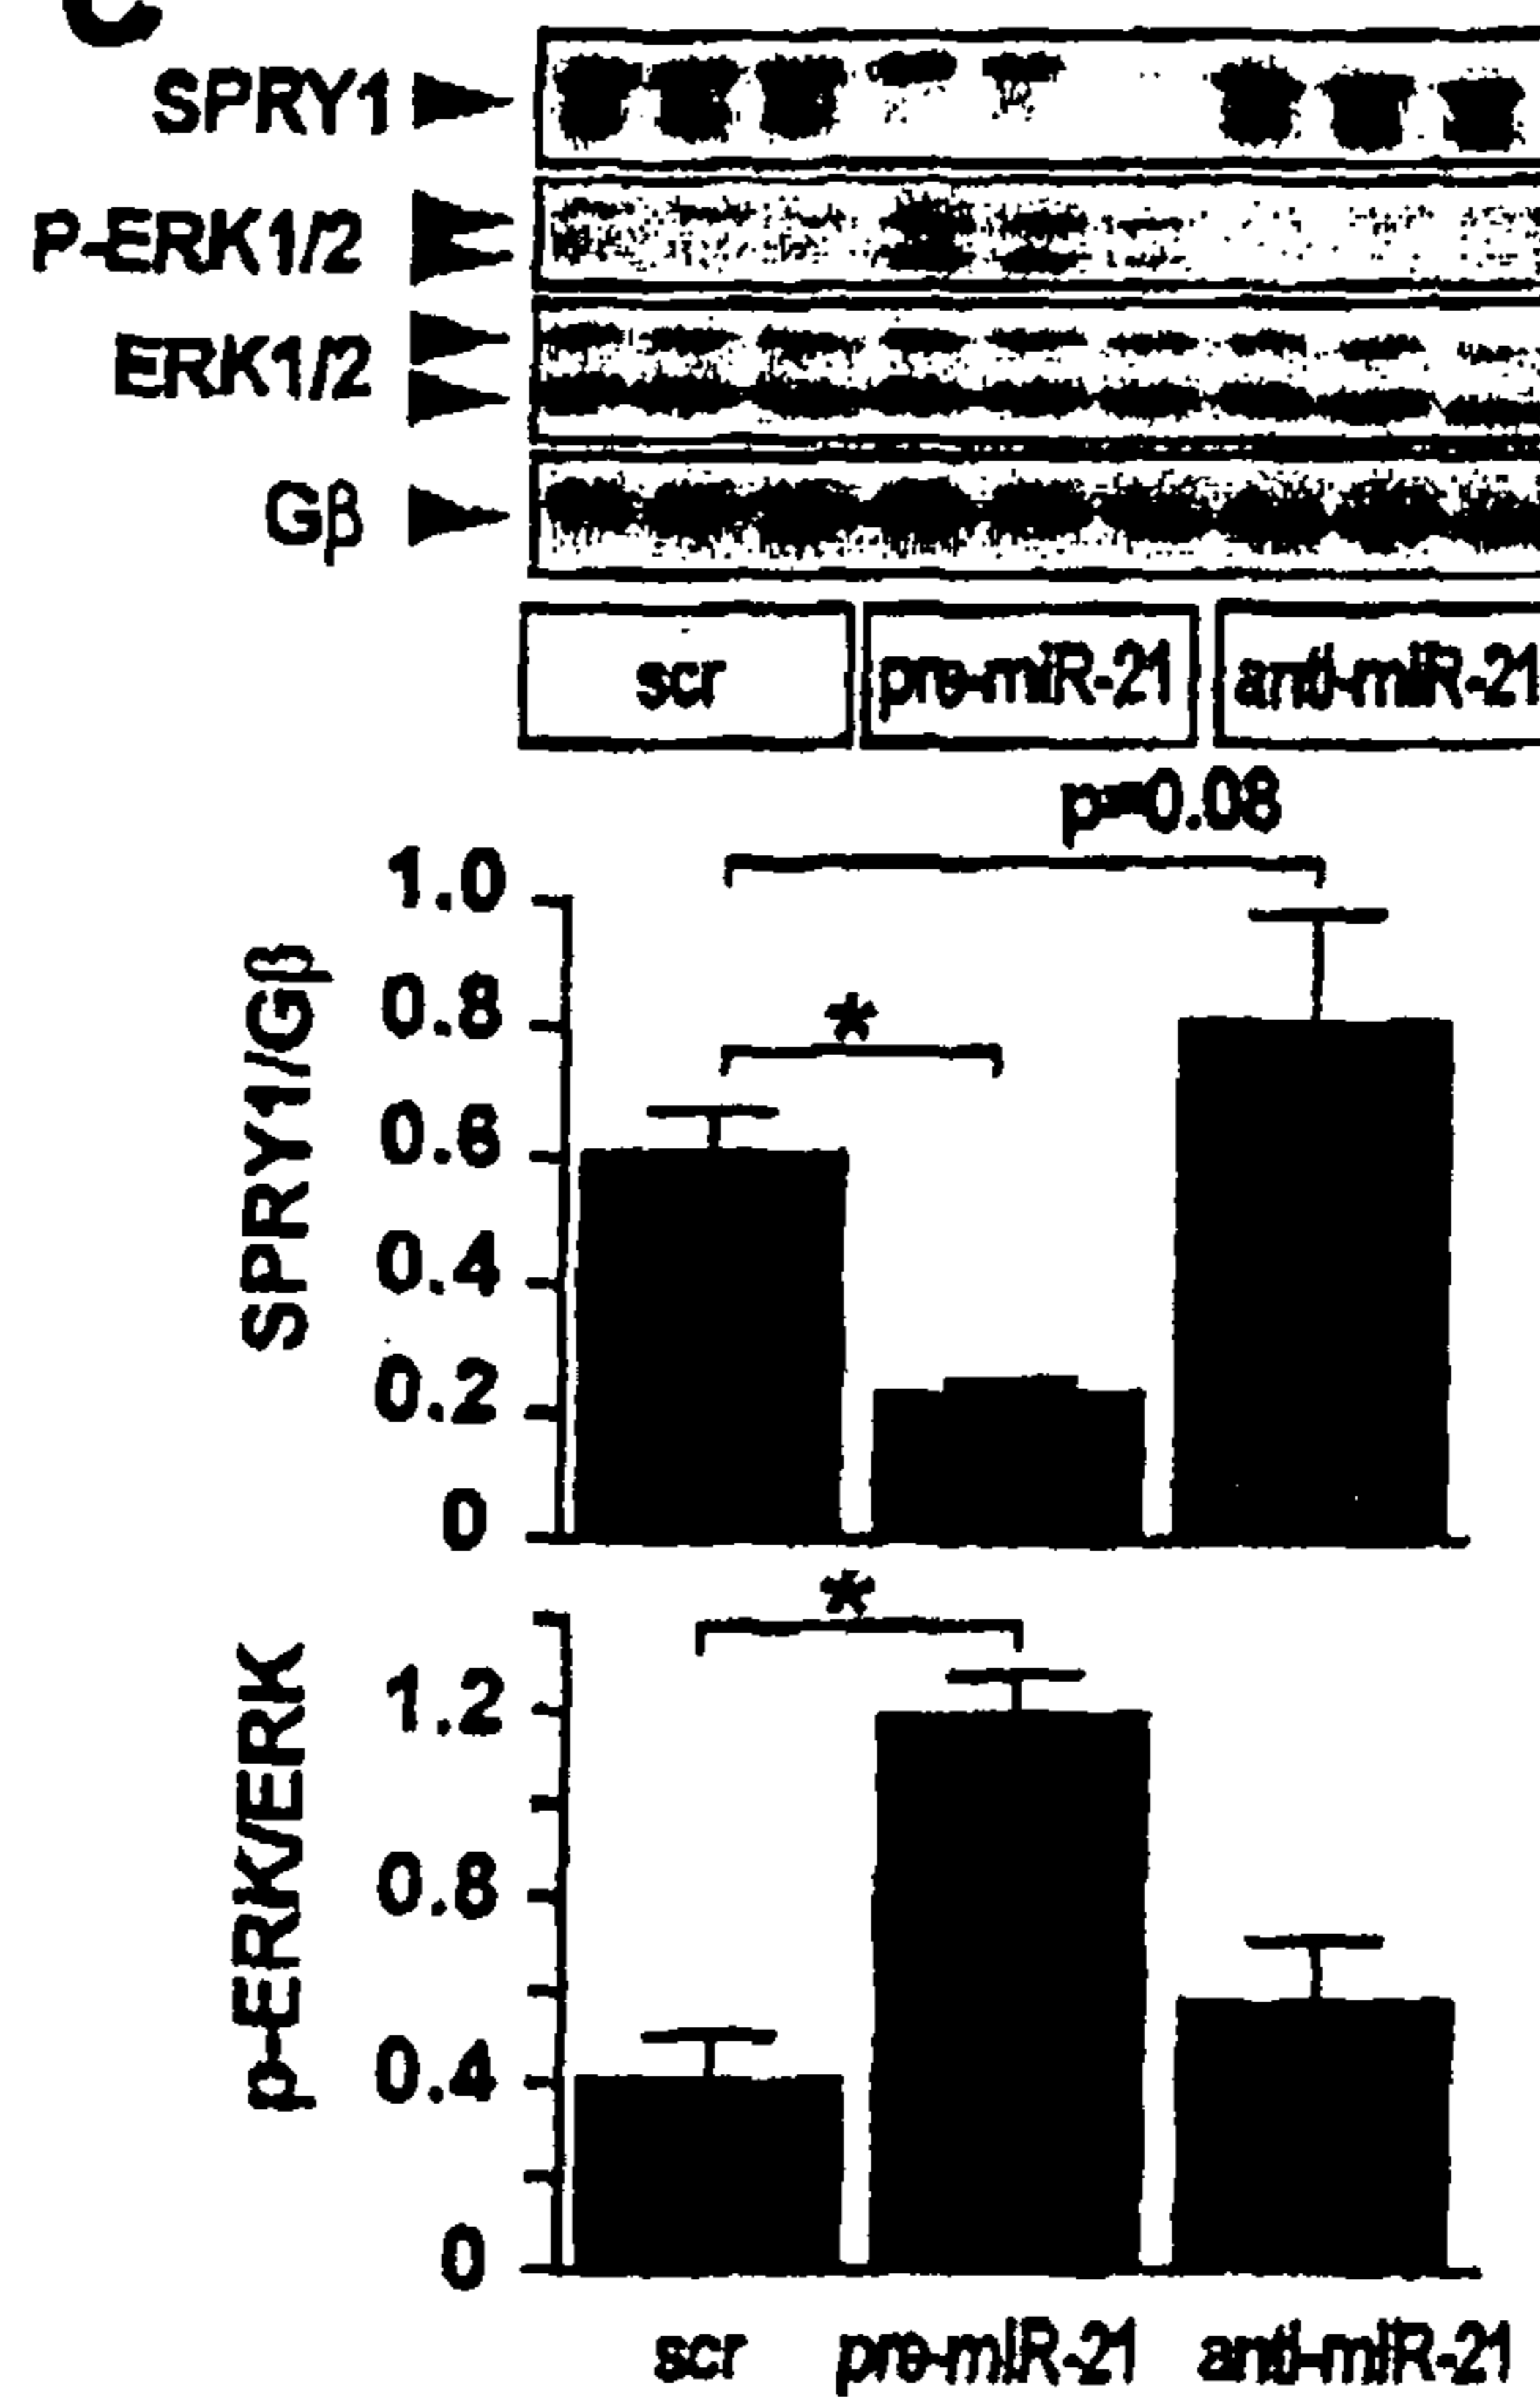 C
SPRY1
P-ERK1/2
ERK1/2
Gβ
scr pre-miR-21 anti-miR-21
p=0.08
1.0
*
0.8
0.6
0.4
0.2
0
SPRY1/Gβ
*
1.2
0.8
0.4
0
p-ERK/ERK
scr pre-miR-21 anti-miR-21